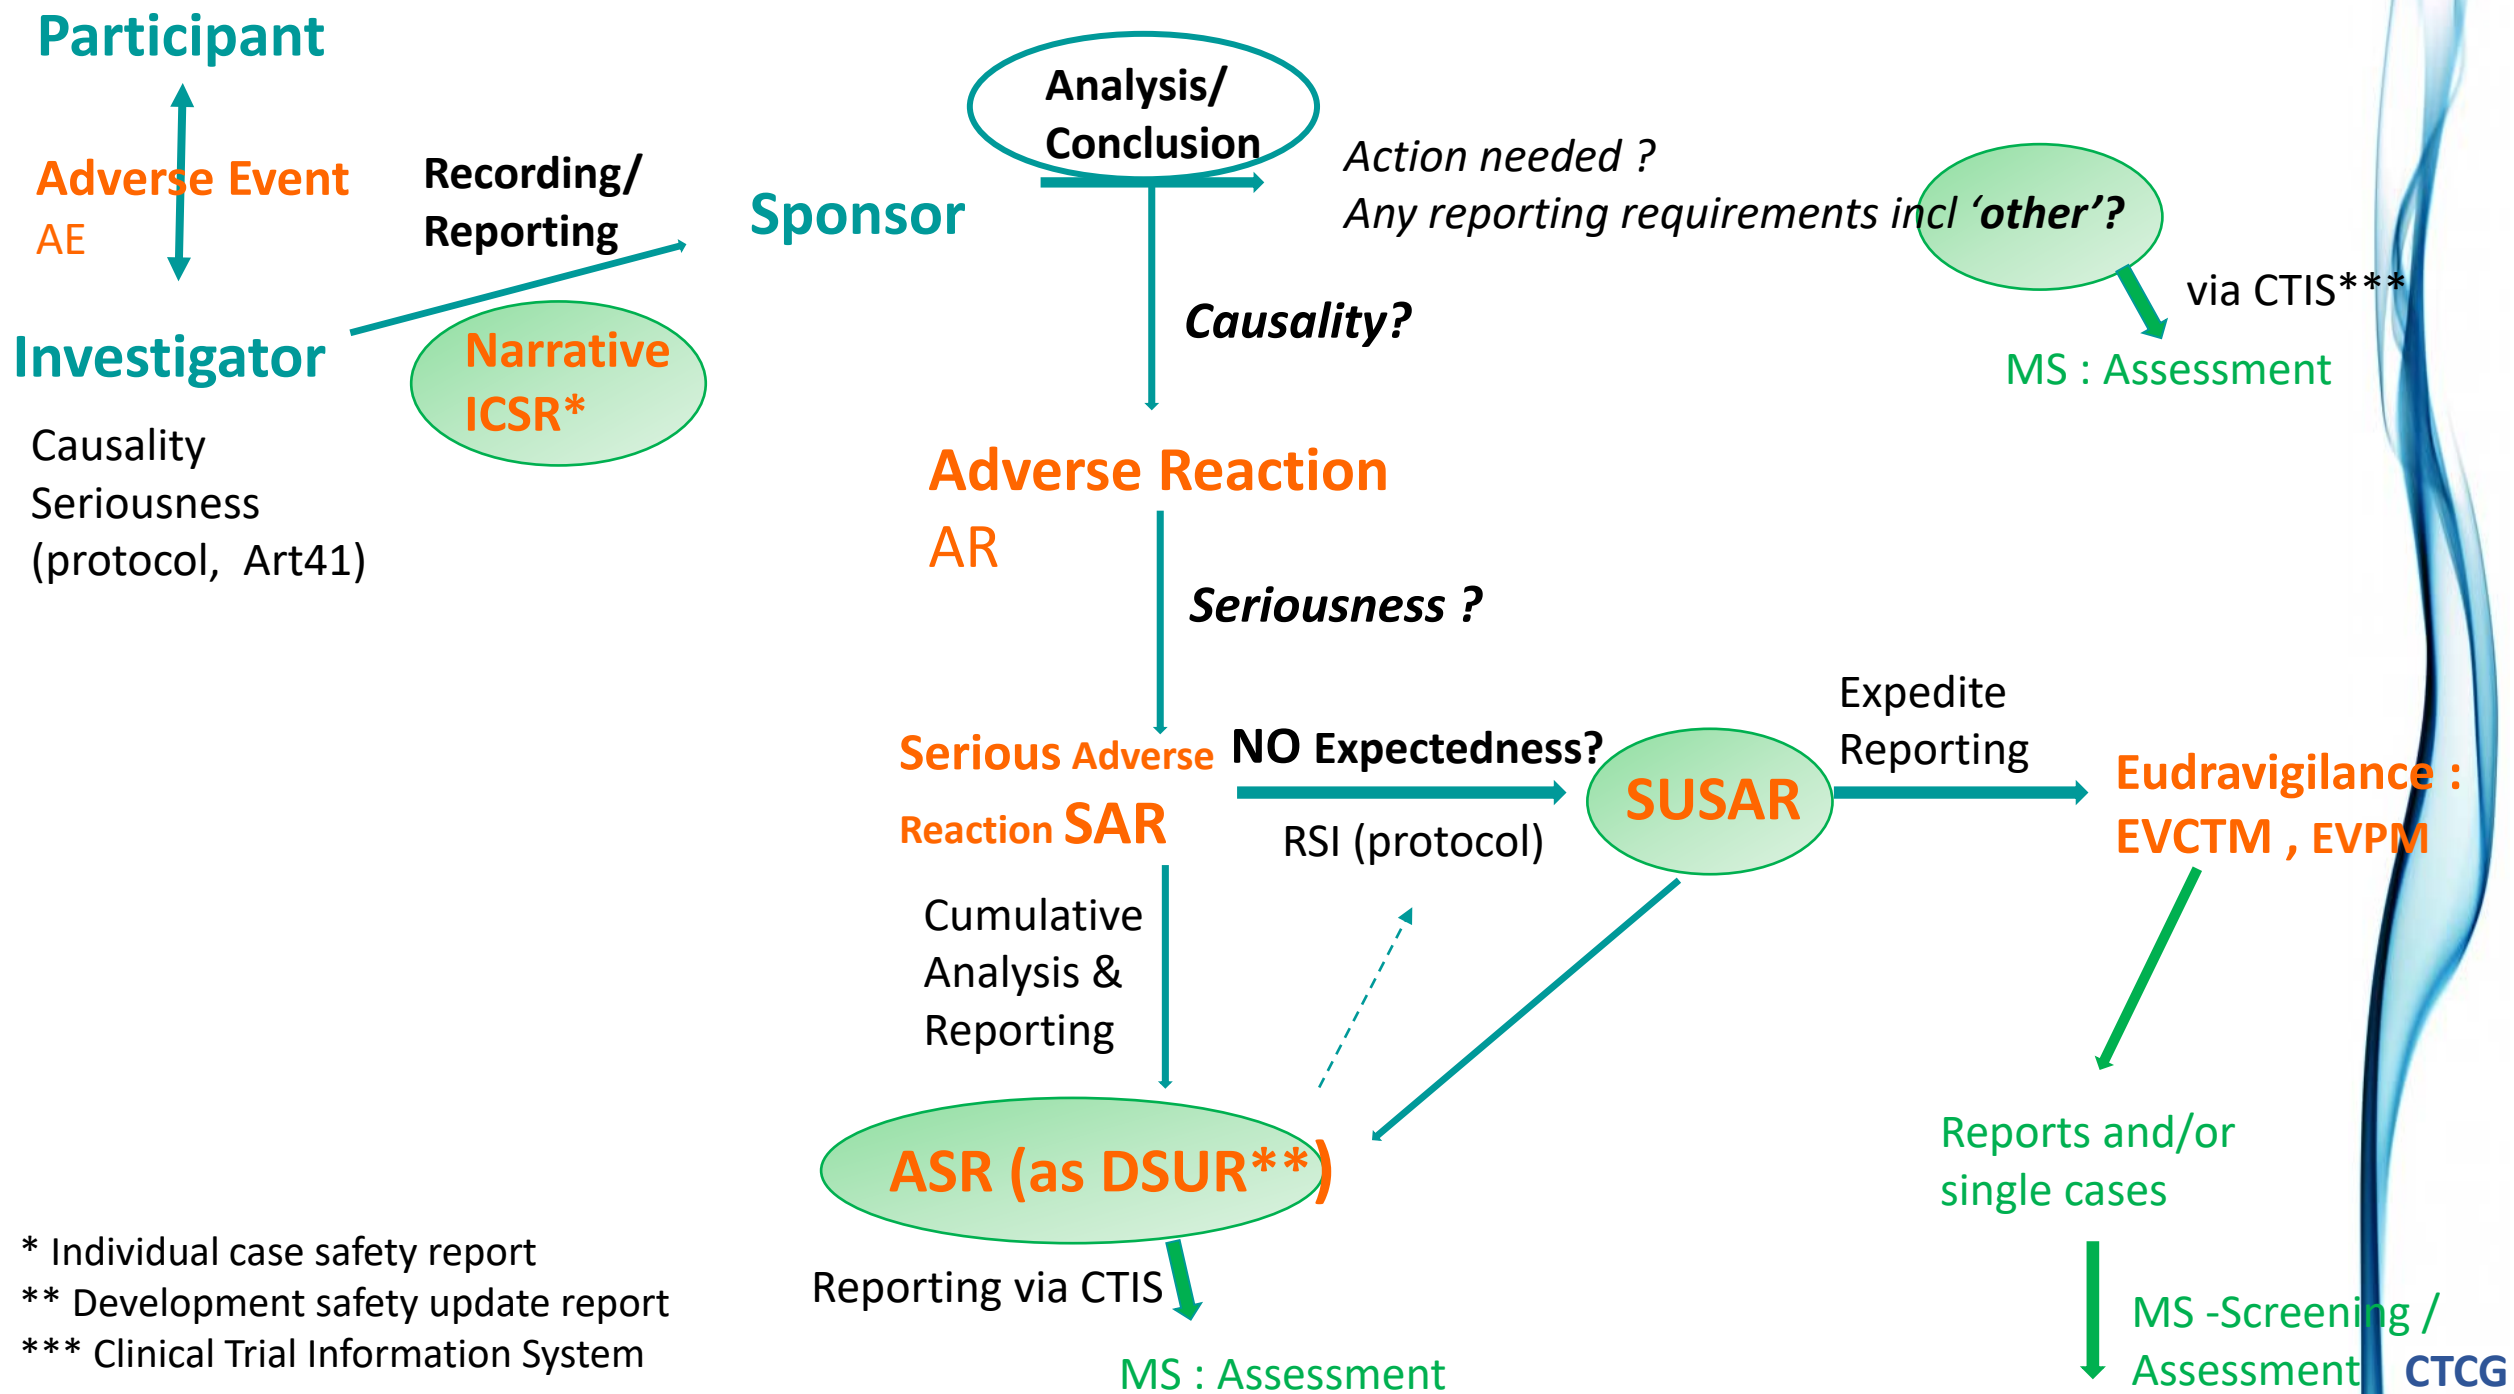 Participant
Adverse Event
AE
Recording/
Reporting
Investigator
Causality
Seriousness
(protocol,  Art41)
Narrative
ICSR*
Sponsor
Analysis/
Conclusion
Action needed ?
Any reporting requirements incl ‘other’?
via CTIS***
MS : Assessment
Causality?
Adverse Reaction
AR
Seriousness ?
Serious Adverse
Reaction SAR
NO Expectedness?
RSI (protocol)
SUSAR
Expedite
Reporting
Eudravigilance :
EVCTM , EVPM
Cumulative
Analysis &
Reporting
ASR (as DSUR**)
Reporting via CTIS
MS : Assessment
Reports and/or
single cases
MS -Screening /
Assessment
CTCG
* Individual case safety report
** Development safety update report
*** Clinical Trial Information System